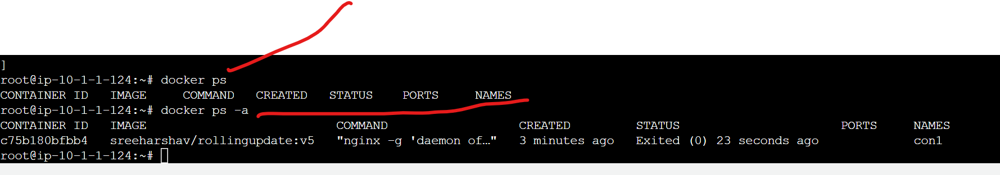 ]
root@ip-10-1-1-124:~# docker ps
CONTAINER ID   IMAGE     COMMAND   CREATED   STATUS    PORTS     NAMES
root@ip-10-1-1-124:~# docker ps -a
CONTAINER ID   IMAGE                          COMMAND                  CREATED         STATUS                      PORTS     NAMES
c75b180bfbb4   sreeharshav/rollingupdate:v5   "nginx -g 'daemon of…"   3 minutes ago   Exited (0) 23 seconds ago             con1
root@ip-10-1-1-124:~#